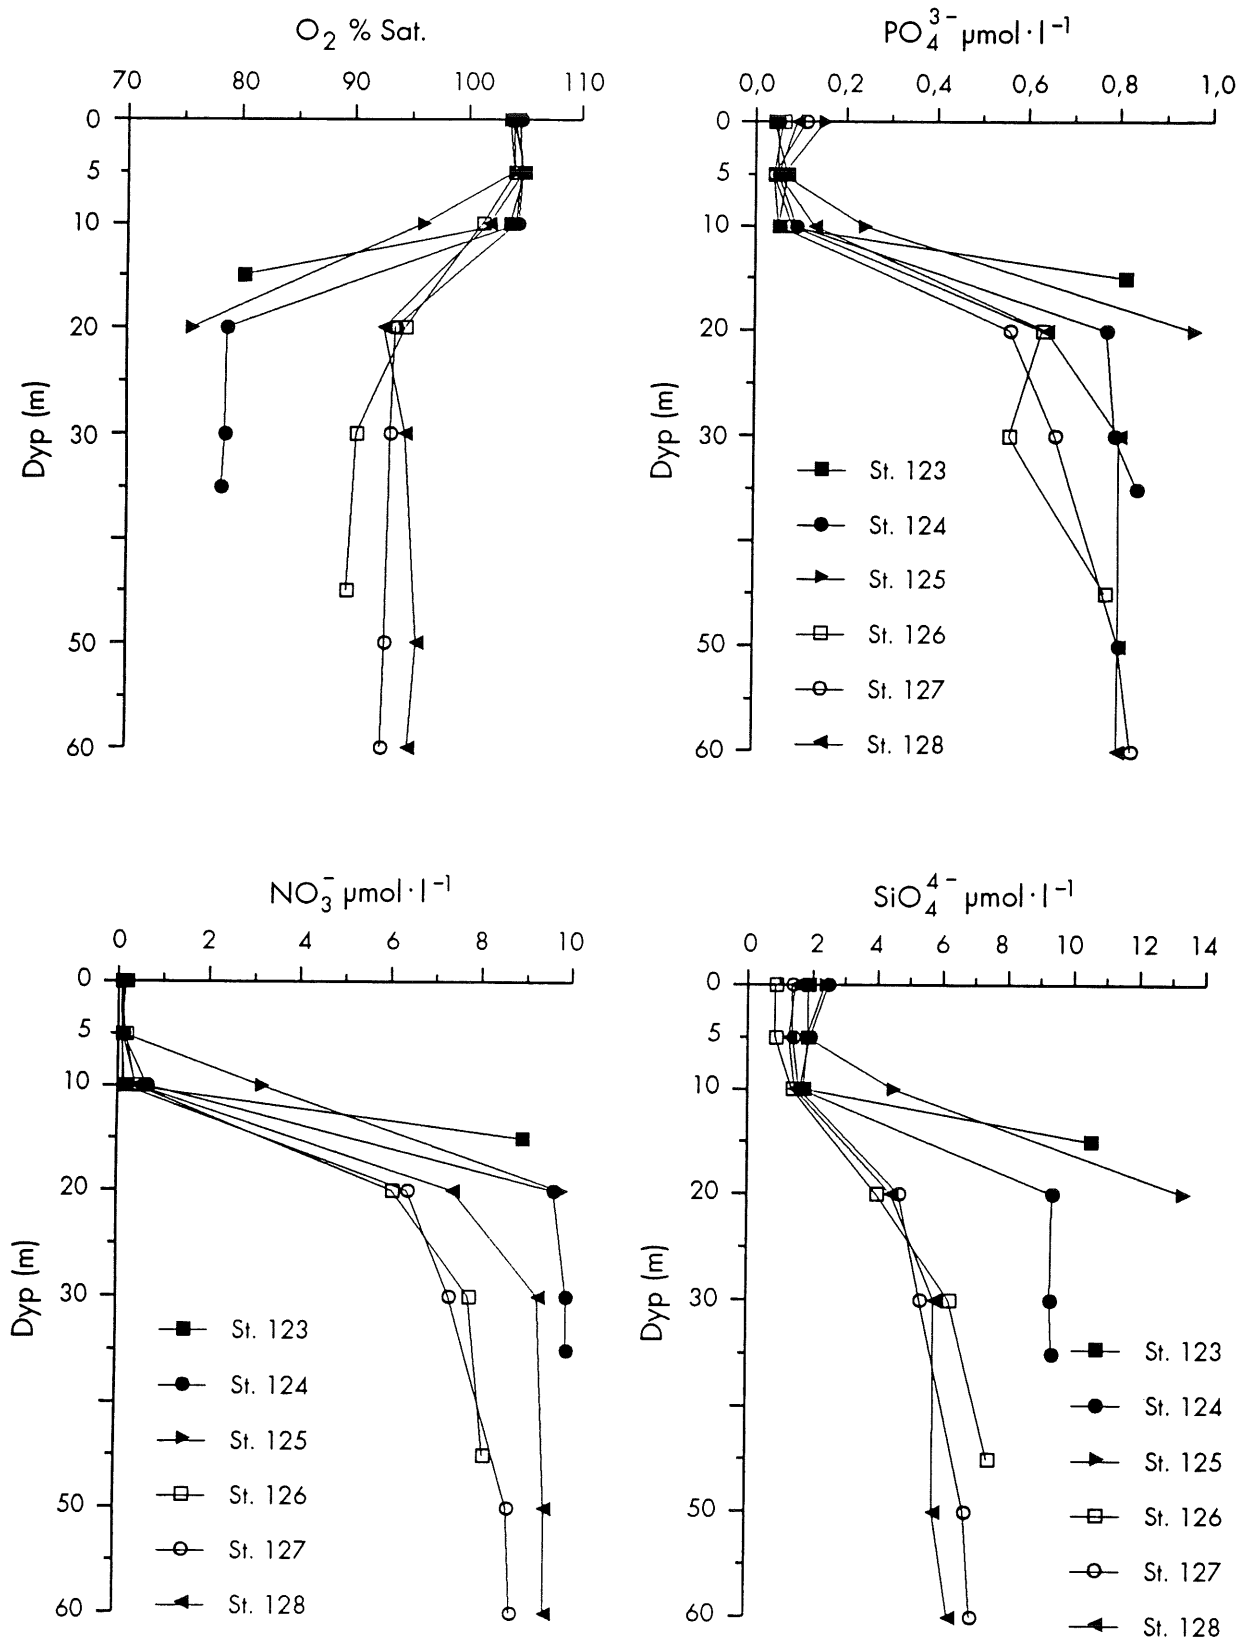 O₂ % Sat.
70 80 90 100 110
0
5
10
20
30
50
60
Dyp (m)
PO₄³⁻ µmol·l⁻¹
0,0 0,2 0,4 0,6 0,8 1,0
0
5
10
20
30
50
60
Dyp (m)
St. 123
St. 124
St. 125
St. 126
St. 127
St. 128
NO₃⁻ µmol·l⁻¹
0 2 4 6 8 10
0
5
10
20
30
50
60
Dyp (m)
St. 123
St. 124
St. 125
St. 126
St. 127
St. 128
SiO₄⁴⁻ µmol·l⁻¹
0 2 4 6 8 10 12 14
0
5
10
20
30
50
60
Dyp (m)
St. 123
St. 124
St. 125
St. 126
St. 127
St. 128